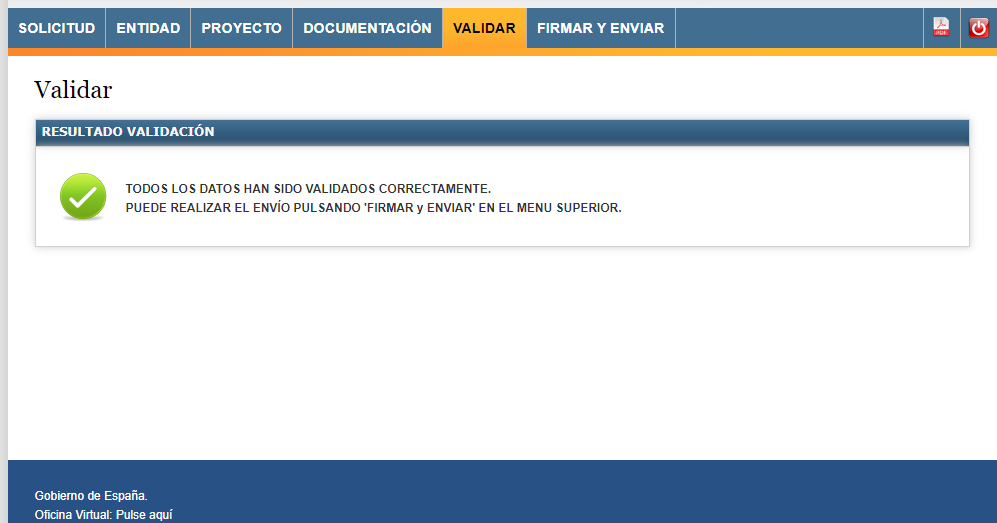 SOLICITUD ENTIDAD PROYECTO DOCUMENTACIÓN VALIDAR FIRMAR Y ENVIAR PDF
Validar
RESULTADO VALIDACIÓN
TODOS LOS DATOS HAN SIDO VALIDADOS CORRECTAMENTE.
PUEDE REALIZAR EL ENVÍO PULSANDO 'FIRMAR y ENVIAR' EN EL MENU SUPERIOR.
Gobierno de España.
Oficina Virtual: Pulse aquí